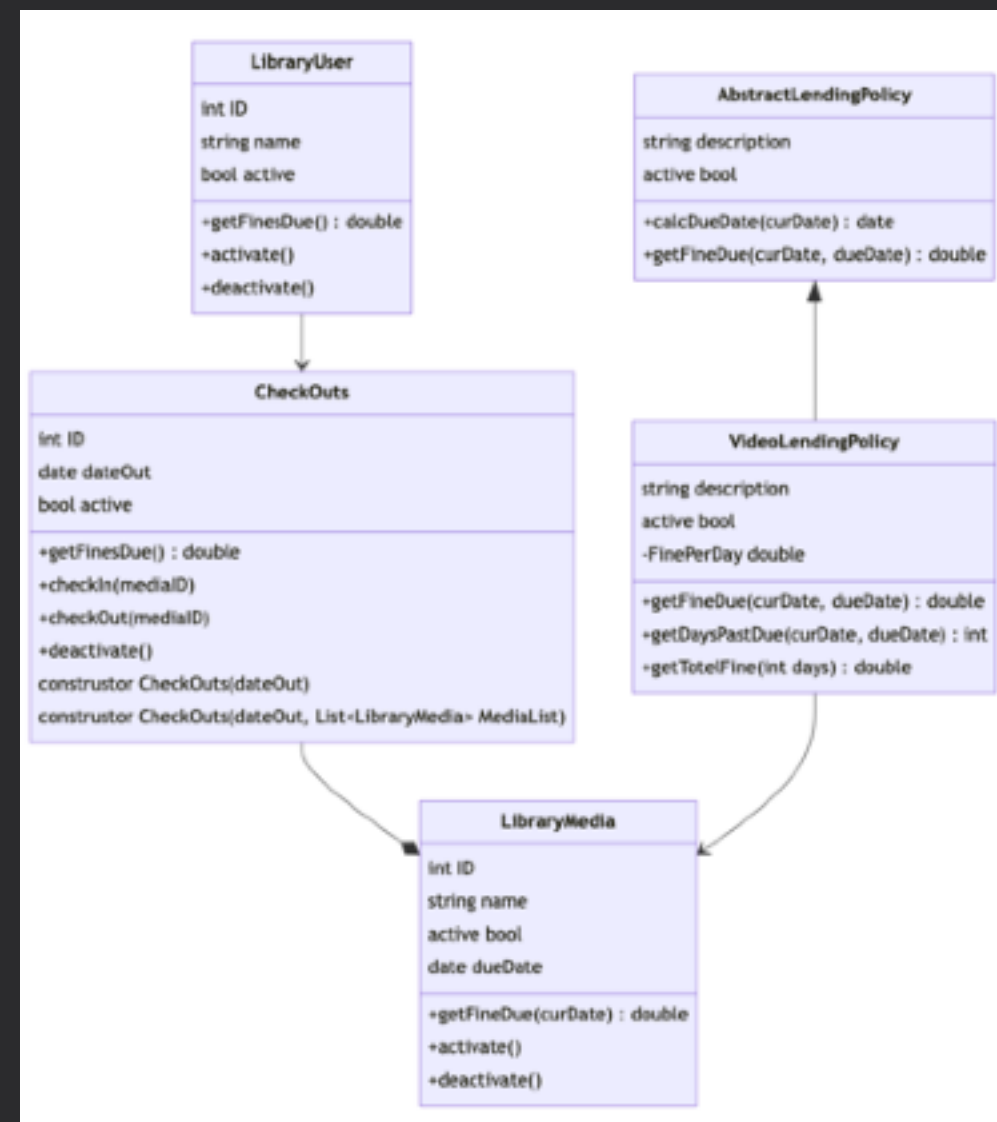 LibraryUser
int ID
string name
bool active
+getFinesDue() : double
+activate()
+deactivate()
AbstractLendingPolicy
string description
active bool
+calcDueDate(curDate) : date
+getFineDue(curDate, dueDate) : double
CheckOuts
int ID
date dateOut
bool active
+getFinesDue() : double
+checkIn(mediaID)
+checkOut(mediaID)
+deactivate()
construstor CheckOuts(dateOut)
construstor CheckOuts(dateOut, List<LibraryMedia> MediaList)
VideoLendingPolicy
string description
active bool
-FinePerDay double
+getFineDue(curDate, dueDate) : double
+getDaysPastDue(curDate, dueDate) : int
+getTotelFine(int days) : double
LibraryMedia
int ID
string name
active bool
date dueDate
+getFineDue(curDate) : double
+activate()
+deactivate()